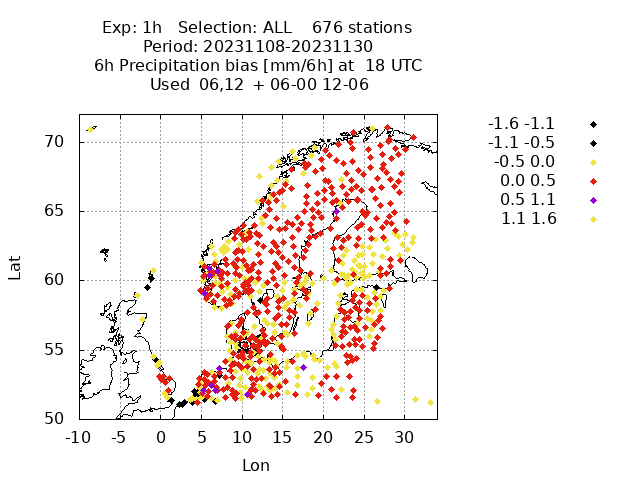 Exp: 1h   Selection: ALL    676 stations
Period: 20231108-20231130
6h Precipitation bias [mm/6h] at  18 UTC
Used  06,12  + 06-00 12-06
-1.6 -1.1
-1.1 -0.5
-0.5 0.0
0.0 0.5
0.5 1.1
1.1 1.6
Lat
70
65
60
55
50
-10 -5 0 5 10 15 20 25 30
Lon